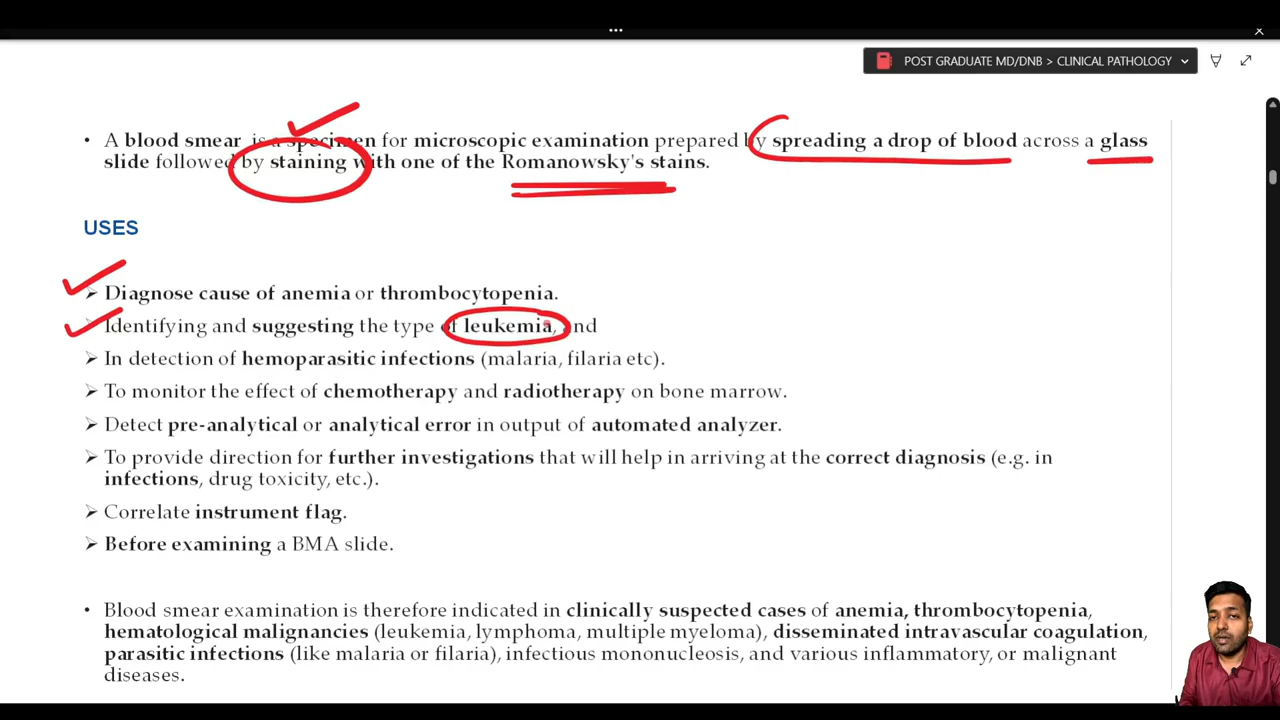 POST GRADUATE MD/DNB > CLINICAL PATHOLOGY
• A blood smear is a specimen for microscopic examination prepared by spreading a drop of blood across a glass
slide followed by staining with one of the Romanowsky's stains.
USES
➢ Diagnose cause of anemia or thrombocytopenia.
➢ Identifying and suggesting the type of leukemia, and
➢ In detection of hemoparasitic infections (malaria, filaria etc).
➢ To monitor the effect of chemotherapy and radiotherapy on bone marrow.
➢ Detect pre-analytical or analytical error in output of automated analyzer.
➢ To provide direction for further investigations that will help in arriving at the correct diagnosis (e.g. in
infections, drug toxicity, etc.).
➢ Correlate instrument flag.
➢ Before examining a BMA slide.
• Blood smear examination is therefore indicated in clinically suspected cases of anemia, thrombocytopenia,
hematological malignancies (leukemia, lymphoma, multiple myeloma), disseminated intravascular coagulation,
parasitic infections (like malaria or filaria), infectious mononucleosis, and various inflammatory, or malignant
diseases.